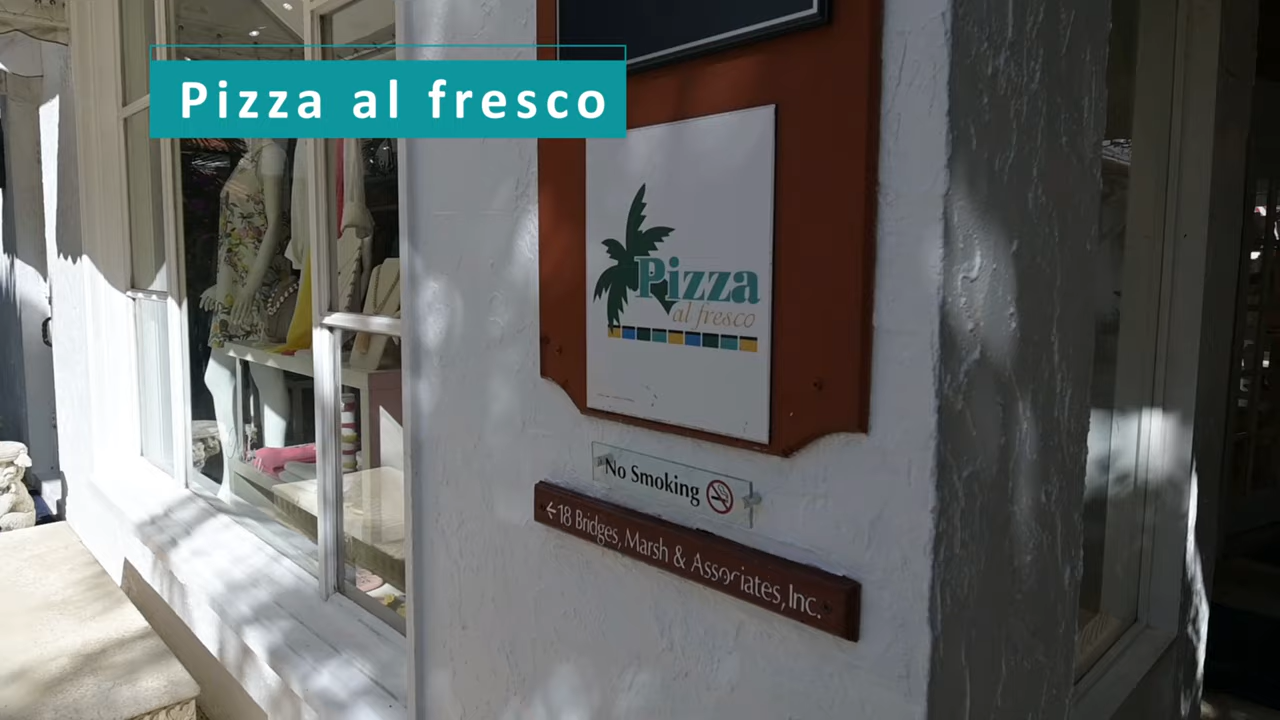 Pizza al fresco
Pizza
al fresco
No Smoking
←18 Bridges, Marsh & Associates, Inc.